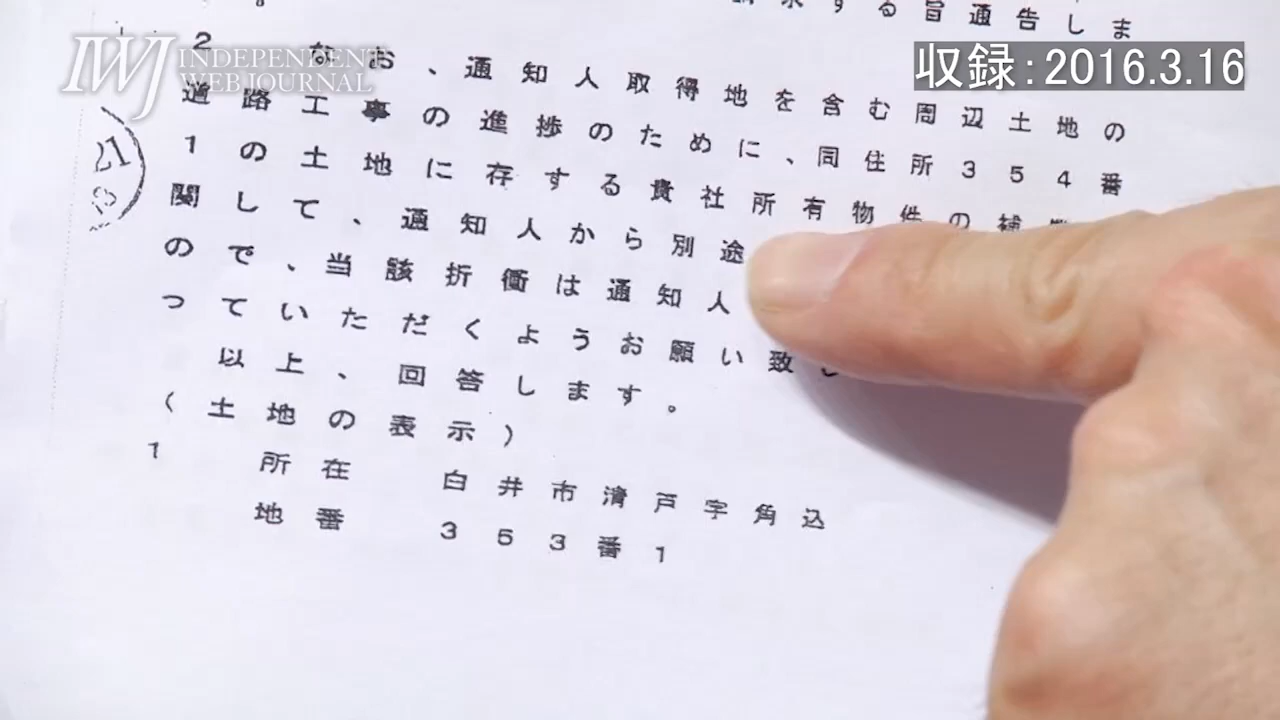 IWJ INDEPENDENT
WEB JOURNAL
収録：2016.3.16
する旨通告しま
2 なお、通知人取得地を含む周辺土地の
道路工事の進捗のために、同住所354番
1の土地に存する貴社所有物件の補
関して、通知人から別途
ので、当該折衝は通知人
っていただくようお願い致し
以上、回答します。
(土地の表示)
1 所在 白井市清戸字角込
地番 353番1